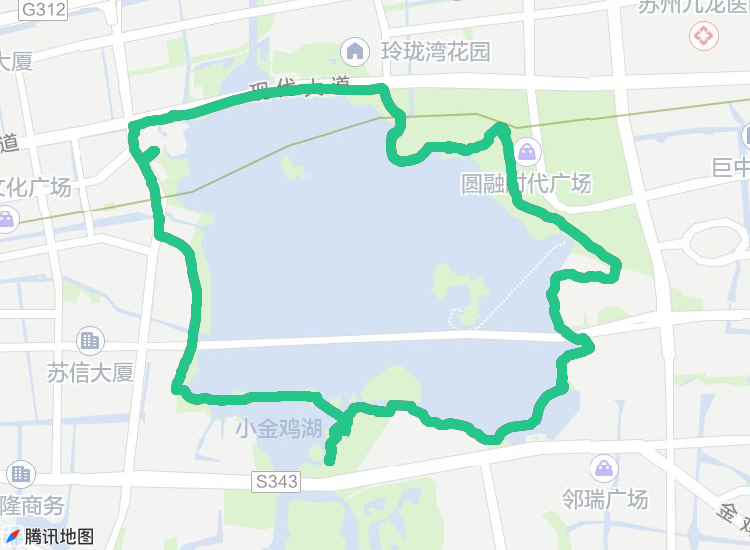 G312
苏州九龙医
玲珑湾花园
大厦
现代大道
道
圆融时代广场
巨中
文化广场
苏信大厦
小金鸡湖
S343
邻瑞广场
隆商务
金鸡
腾讯地图